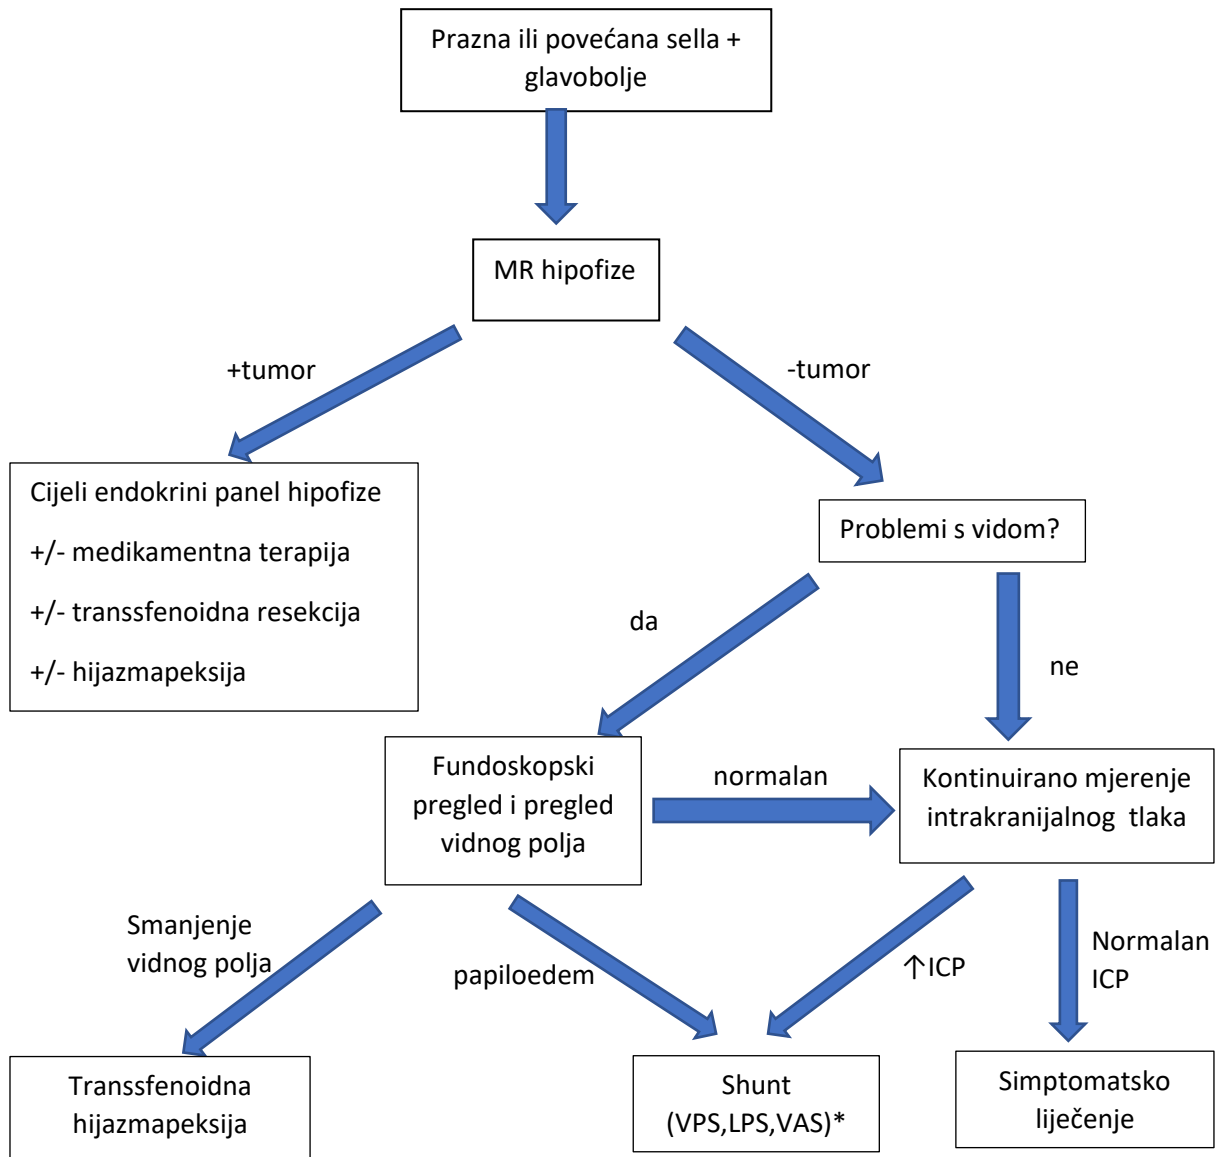 Prazna ili povećana sella +
glavobolje
MR hipofize
+tumor
-tumor
Cijeli endokrini panel hipofize
+/- medikamentna terapija
+/- transsfenoidna resekcija
+/- hijazmapeksija
Problemi s vidom?
da
ne
Fundoskopski
pregled i pregled
vidnog polja
normalan
Kontinuirano mjerenje
intrakranijalnog tlaka
Smanjenje
vidnog polja
papiloedem
↑ICP
Normalan
ICP
Transsfenoidna
hijazmapeksija
Shunt
(VPS,LPS,VAS)*
Simptomatsko
liječenje